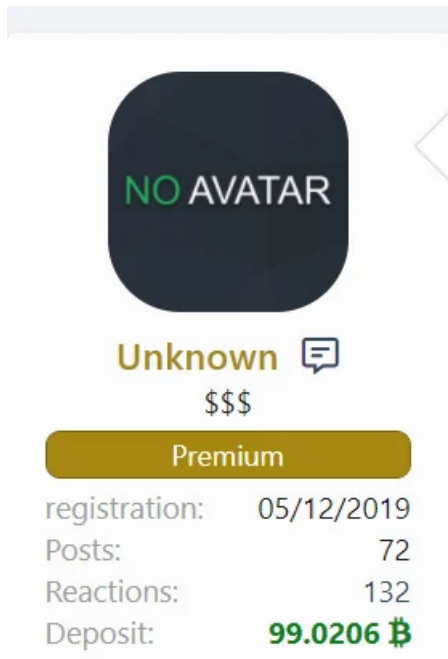 NO AVATAR
Unknown
$$$
Premium
registration: 05/12/2019
Posts: 72
Reactions: 132
Deposit: 99.0206 ₿